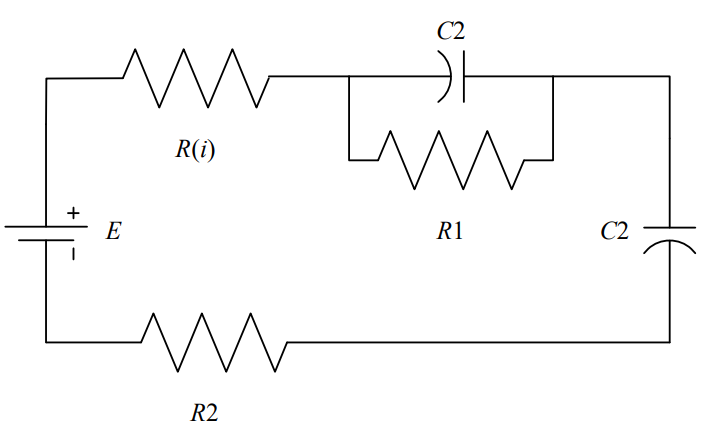 C2
R(i)
+
E
R1
C2
R2